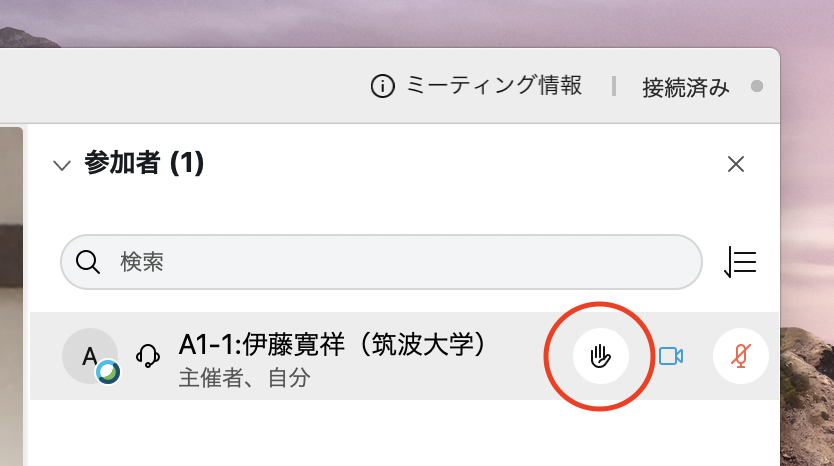 ミーティング情報 | 接続済み
参加者 (1)
検索
A
A1-1:伊藤寛祥（筑波大学）
主催者、自分